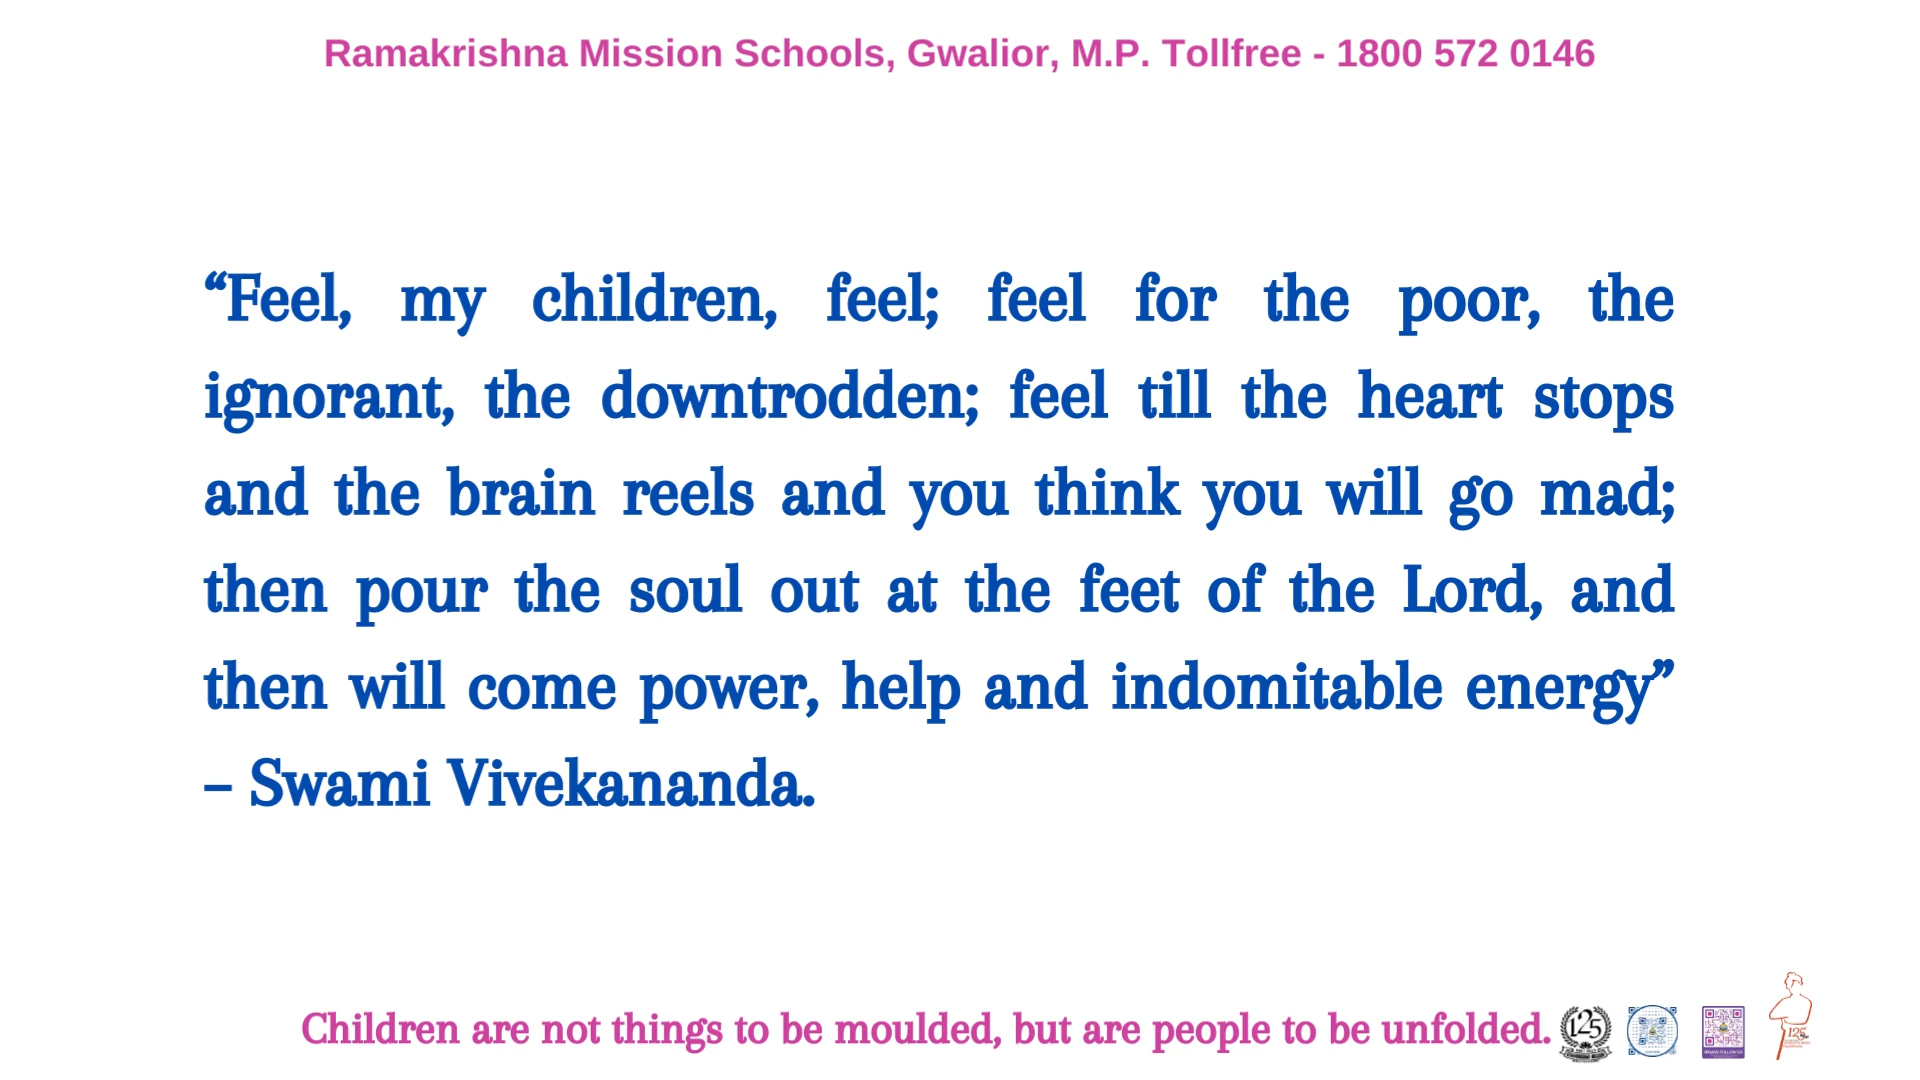 Ramakrishna Mission Schools, Gwalior, M.P. Tollfree - 1800 572 0146
“Feel, my children, feel; feel for the poor, the
ignorant, the downtrodden; feel till the heart stops
and the brain reels and you think you will go mad;
then pour the soul out at the feet of the Lord, and
then will come power, help and indomitable energy”
– Swami Vivekananda.
Children are not things to be moulded, but are people to be unfolded.
125
125